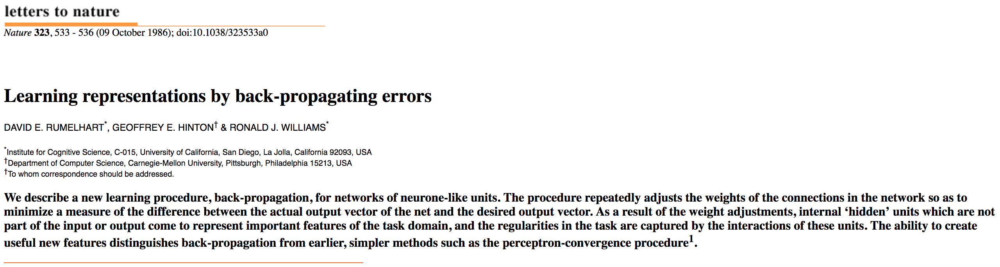 letters to nature
Nature 323, 533 - 536 (09 October 1986); doi:10.1038/323533a0
Learning representations by back-propagating errors
DAVID E. RUMELHART*, GEOFFREY E. HINTON† & RONALD J. WILLIAMS*
*Institute for Cognitive Science, C-015, University of California, San Diego, La Jolla, California 92093, USA
†Department of Computer Science, Carnegie-Mellon University, Pittsburgh, Philadelphia 15213, USA
†To whom correspondence should be addressed.
We describe a new learning procedure, back-propagation, for networks of neurone-like units. The procedure repeatedly adjusts the weights of the connections in the network so as to
minimize a measure of the difference between the actual output vector of the net and the desired output vector. As a result of the weight adjustments, internal ‘hidden’ units which are not
part of the input or output come to represent important features of the task domain, and the regularities in the task are captured by the interactions of these units. The ability to create
useful new features distinguishes back-propagation from earlier, simpler methods such as the perceptron-convergence procedure1.